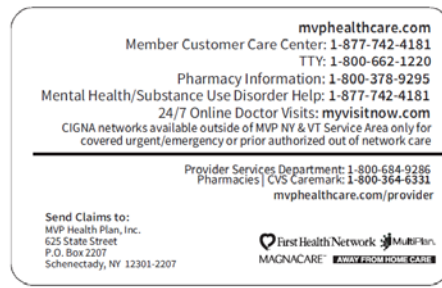 mvphealthcare.com
Member Customer Care Center: 1-877-742-4181
TTY: 1-800-662-1220
Pharmacy Information: 1-800-378-9295
Mental Health/Substance Use Disorder Help: 1-877-742-4181
24/7 Online Doctor Visits: myvisitnow.com
CIGNA networks available outside of MVP NY & VT Service Area only for
covered urgent/emergency or prior authorized out of network care
Provider Services Department: 1-800-684-9286
Pharmacies | CVS Caremark: 1-800-364-6331
mvphealthcare.com/provider
Send Claims to:
MVP Health Plan, Inc.
625 State Street
P.O. Box 2207
Schenectady, NY 12301-2207
First Health Network MultiPlan.
MAGNACARE AWAY FROM HOME CARE